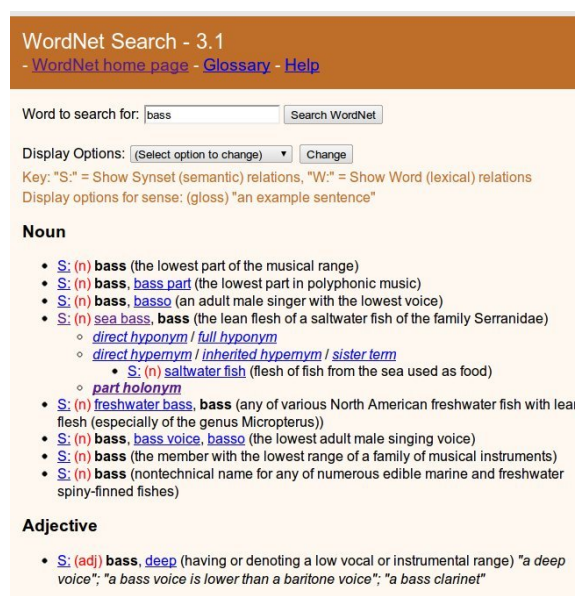 WordNet Search - 3.1
- WordNet home page - Glossary - Help
Word to search for: bass Search WordNet
Display Options: (Select option to change) Change
Key: "S:" = Show Synset (semantic) relations, "W:" = Show Word (lexical) relations
Display options for sense: (gloss) "an example sentence"
Noun
• S: (n) bass (the lowest part of the musical range)
• S: (n) bass, bass part (the lowest part in polyphonic music)
• S: (n) bass, basso (an adult male singer with the lowest voice)
• S: (n) sea bass, bass (the lean flesh of a saltwater fish of the family Serranidae)
○ direct hyponym / full hyponym
○ direct hypernym / inherited hypernym / sister term
• S: (n) saltwater fish (flesh of fish from the sea used as food)
○ part holonym
• S: (n) freshwater bass, bass (any of various North American freshwater fish with lea
flesh (especially of the genus Micropterus))
• S: (n) bass, bass voice, basso (the lowest adult male singing voice)
• S: (n) bass (the member with the lowest range of a family of musical instruments)
• S: (n) bass (nontechnical name for any of numerous edible marine and freshwater
spiny-finned fishes)
Adjective
• S: (adj) bass, deep (having or denoting a low vocal or instrumental range) "a deep
voice"; "a bass voice is lower than a baritone voice"; "a bass clarinet"